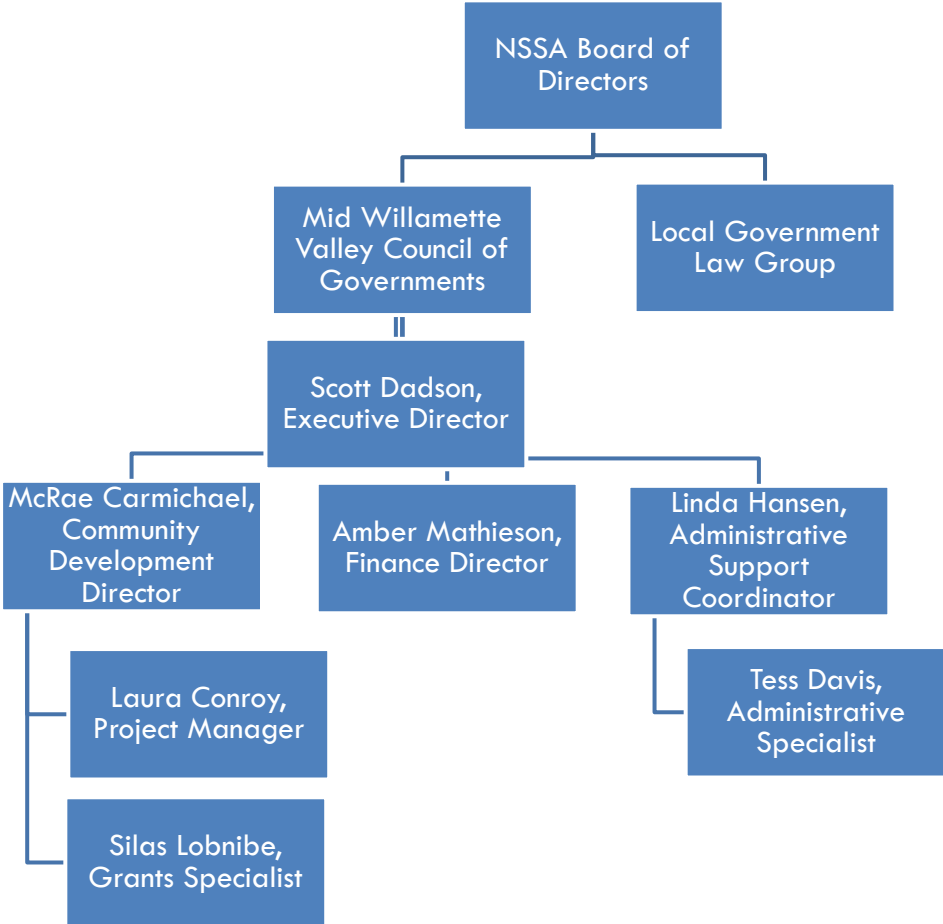 NSSA Board of
Directors
Mid Willamette
Valley Council of
Governments
Local Government
Law Group
Scott Dadson,
Executive Director
McRae Carmichael,
Community
Development
Director
Amber Mathieson,
Finance Director
Linda Hansen,
Administrative
Support
Coordinator
Laura Conroy,
Project Manager
Tess Davis,
Administrative
Specialist
Silas Lobnibe,
Grants Specialist